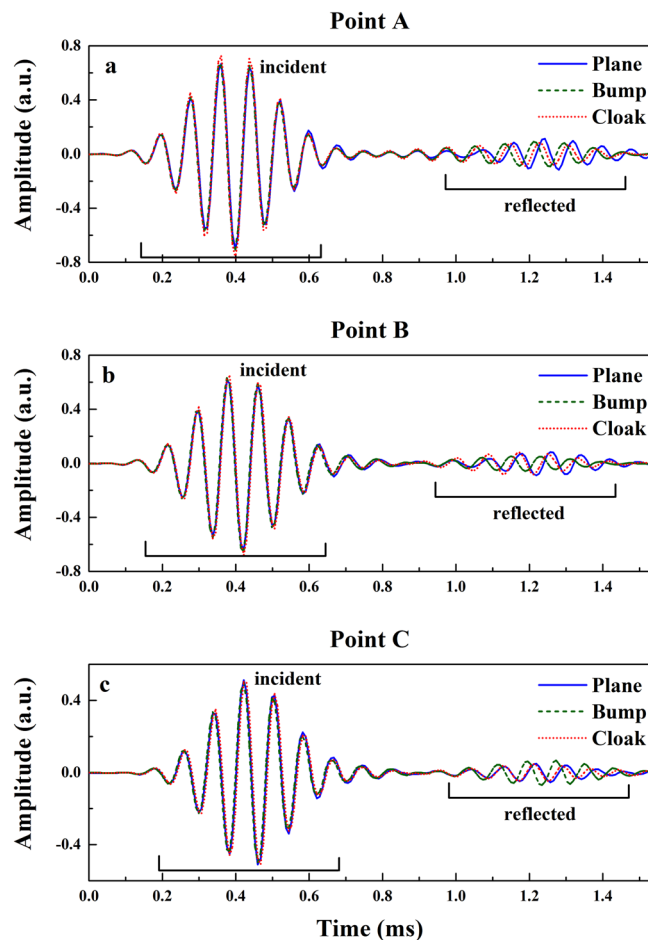 Point A
a
incident
Plane
Bump
Cloak
reflected
Amplitude (a.u.)
0.8
0.4
0.0
-0.4
-0.8
0.0 0.2 0.4 0.6 0.8 1.0 1.2 1.4
Point B
b
incident
Plane
Bump
Cloak
reflected
Amplitude (a.u.)
0.8
0.4
0.0
-0.4
-0.8
0.0 0.2 0.4 0.6 0.8 1.0 1.2 1.4
Point C
c
incident
Plane
Bump
Cloak
reflected
Amplitude (a.u.)
0.4
0.0
-0.4
0.0 0.2 0.4 0.6 0.8 1.0 1.2 1.4
Time (ms)